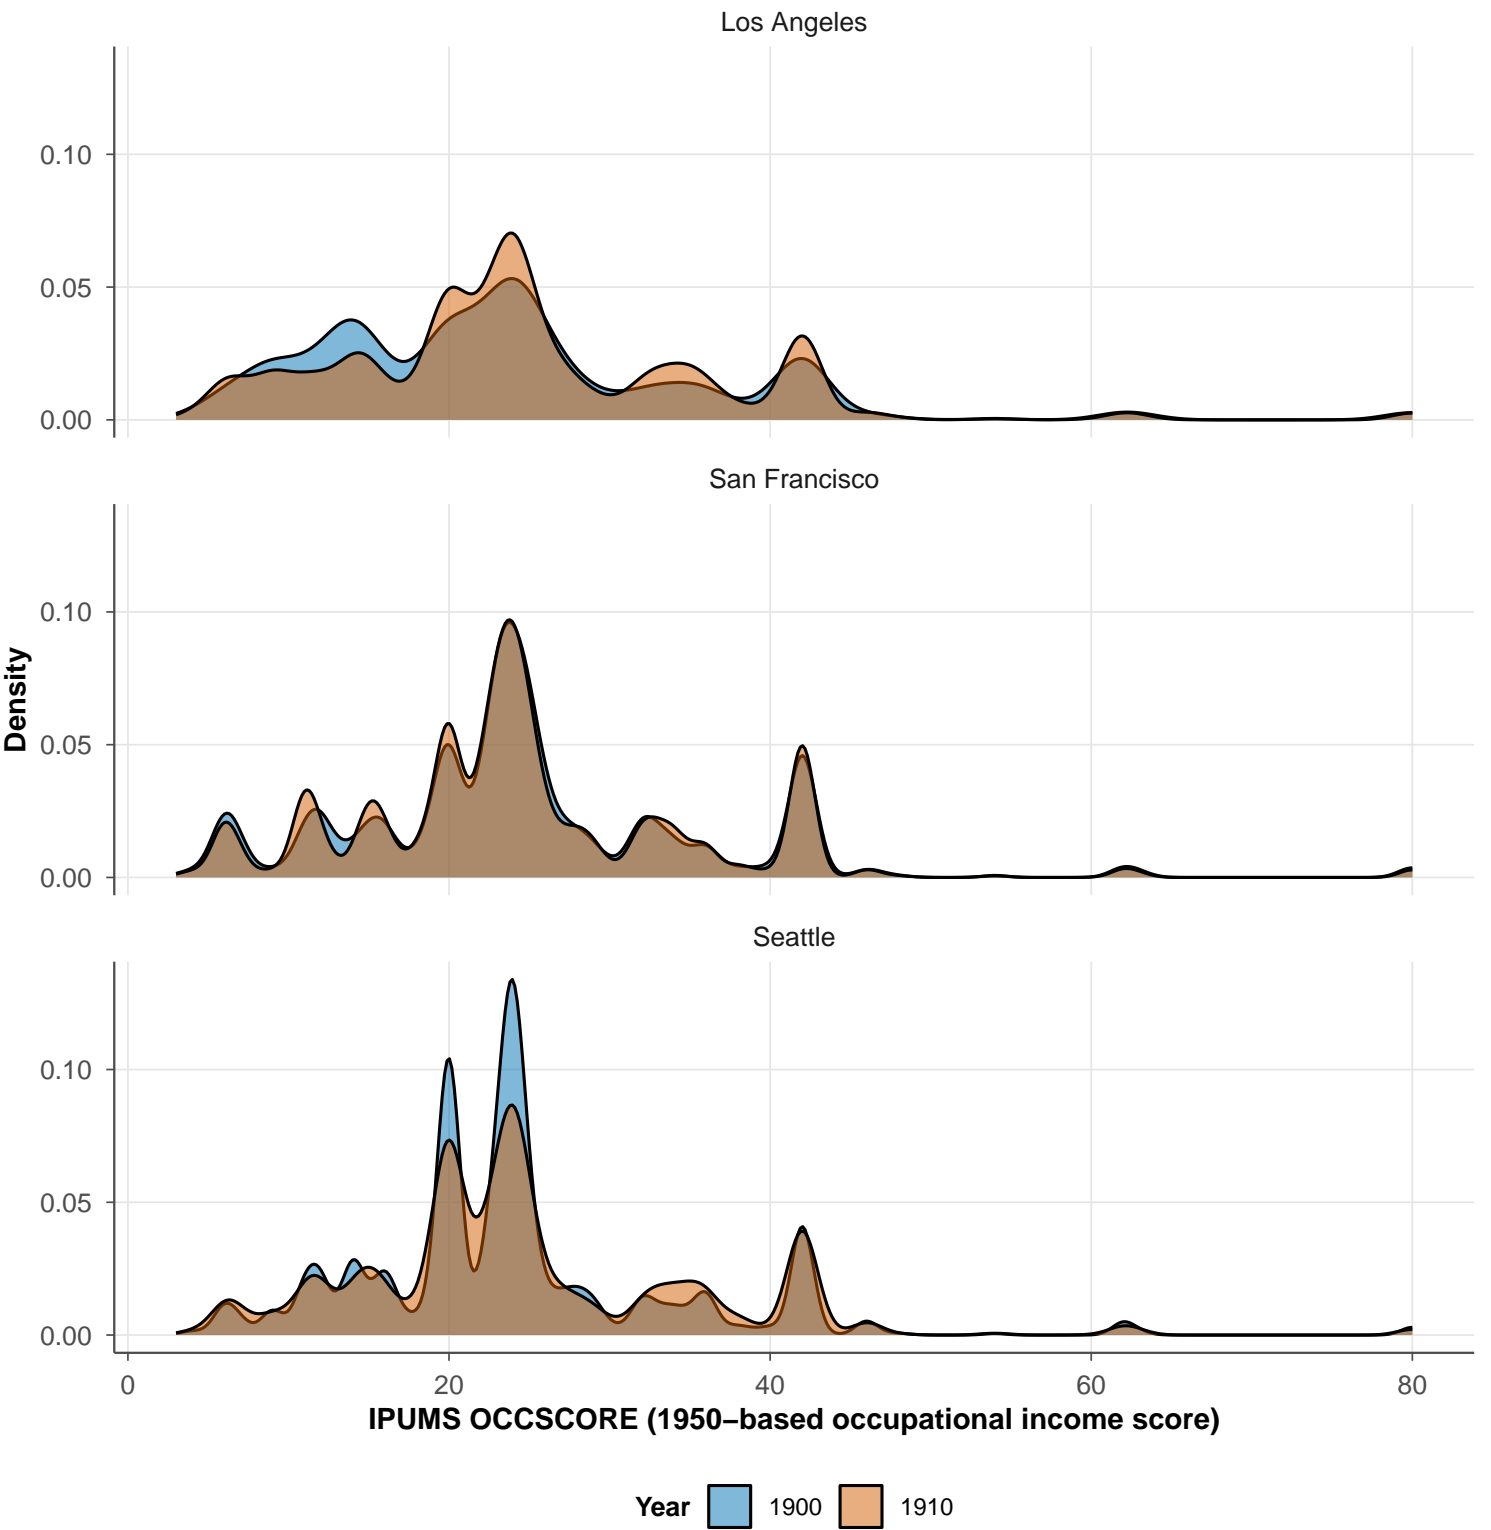 Los Angeles
0.10
0.05
0.00
San Francisco
0.10
0.05
0.00
Density
Seattle
0.10
0.05
0.00
0 20 40 60 80
IPUMS OCCSCORE (1950−based occupational income score)
Year 1900 1910